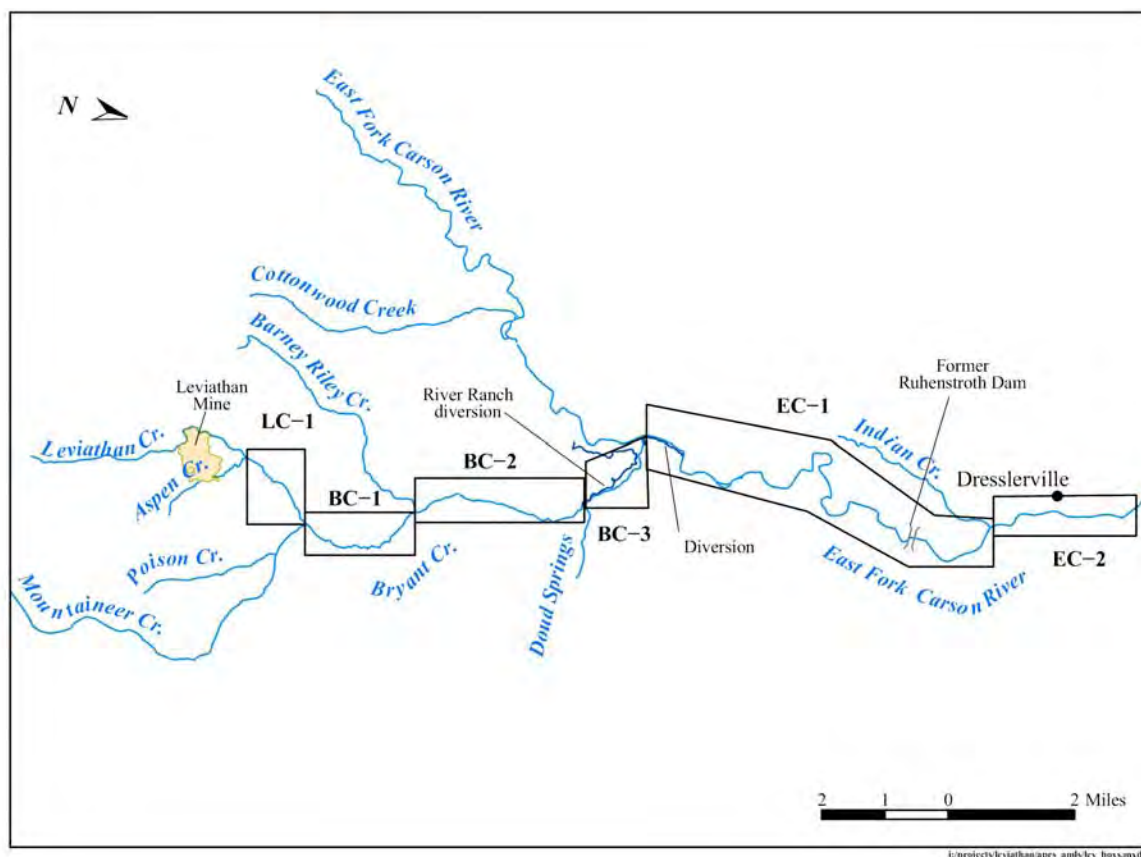 East Fork Carson River
N
Cottonwood Creek
Barney Riley Cr.
Former
Ruhenstroth Dam
Leviathan
Mine
River Ranch
diversion
EC-1
LC-1
Indian Cr.
Leviathan Cr.
BC-2
Dresslerville
Aspen Cr.
BC-1
BC-3
Diversion
EC-2
Poison Cr.
Bryant Cr.
Doud Springs
East Fork Carson River
Mountaineer Cr.
2 1 0 2 Miles